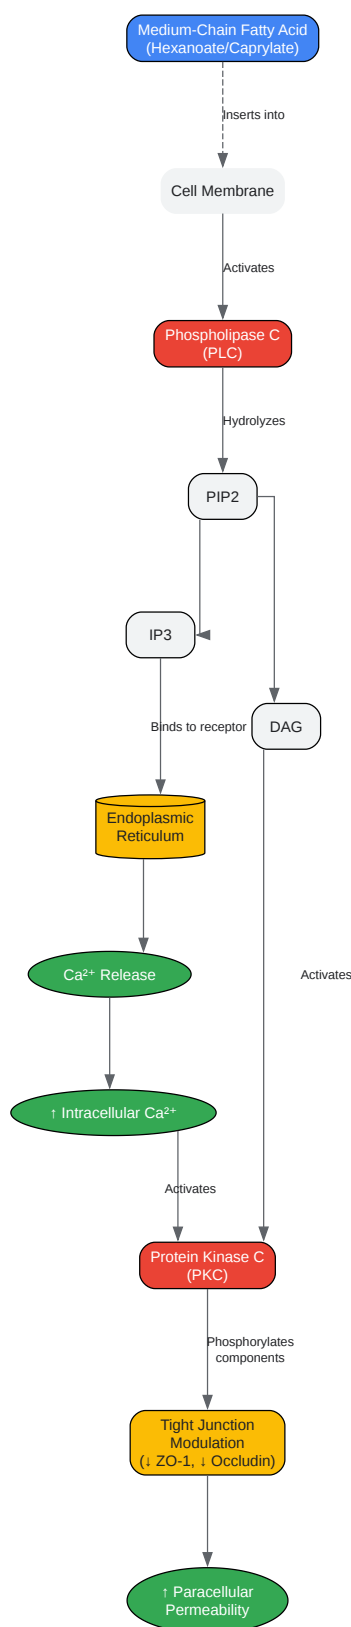 Medium-Chain Fatty Acid
(Hexanoate/Caprylate)
Inserts into
Cell Membrane
Activates
Phospholipase C
(PLC)
Hydrolyzes
PIP2
IP3
DAG
Binds to receptor
Endoplasmic
Reticulum
Ca²⁺ Release
Activates
↑ Intracellular Ca²⁺
Activates
Protein Kinase C
(PKC)
Phosphorylates
components
Tight Junction
Modulation
(↓ ZO-1, ↓ Occludin)
↑ Paracellular
Permeability